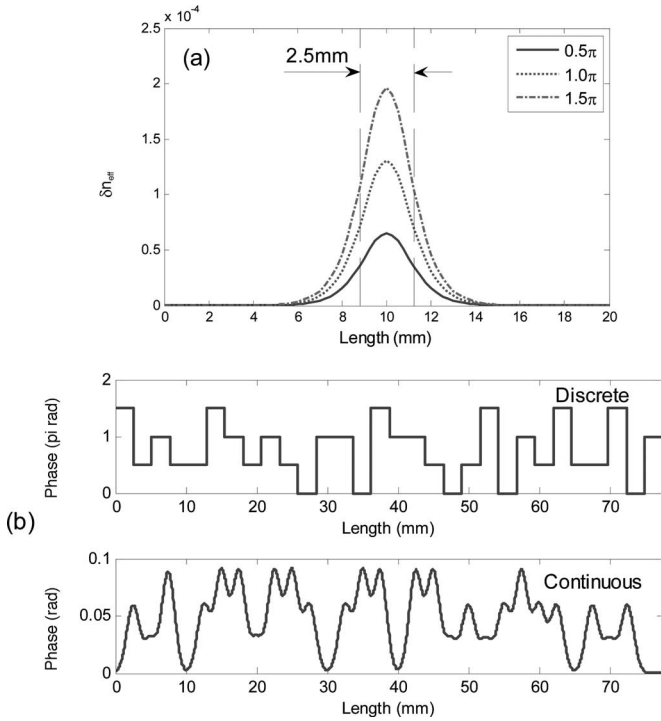 × 10⁻⁴
2.5
2
1.5
1
0.5
0
(a)
2.5mm
0.5π
1.0π
1.5π
δn_eff
0 2 4 6 8 10 12 14 16 18 20
Length (mm)
(b)
2
1
0
Phase (pi rad)
Discrete
0 10 20 30 40 50 60 70
Length (mm)
0.1
0.05
0
Phase (rad)
Continuous
0 10 20 30 40 50 60 70
Length (mm)